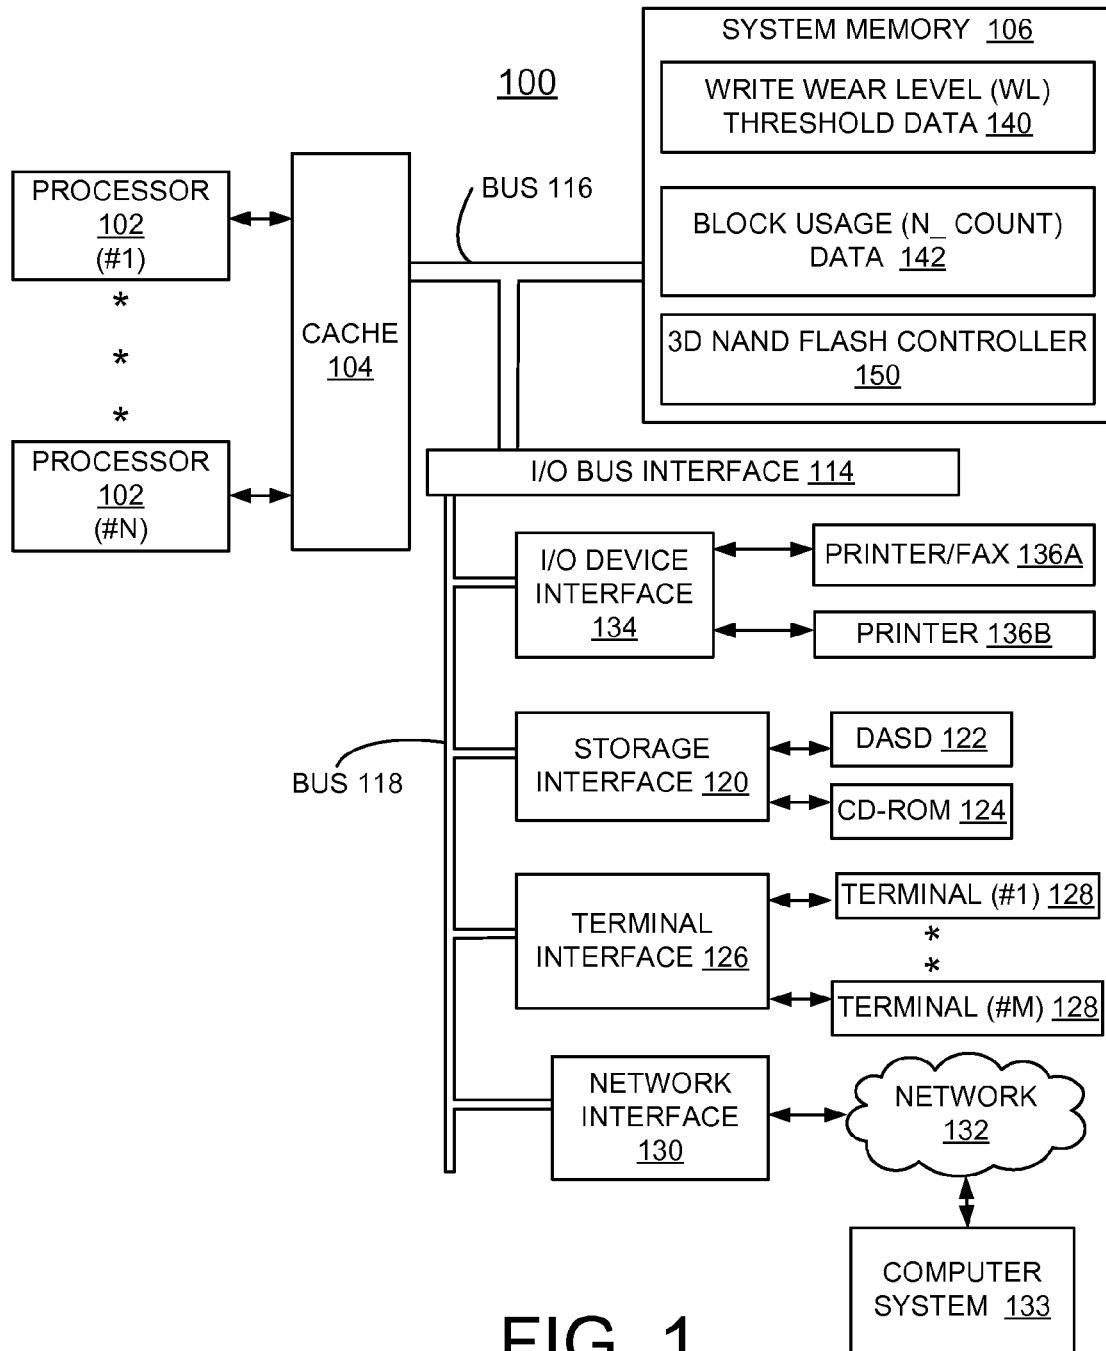 100
SYSTEM MEMORY 106
WRITE WEAR LEVEL (WL)
THRESHOLD DATA 140
BLOCK USAGE (N_ COUNT)
DATA 142
3D NAND FLASH CONTROLLER
150
BUS 116
PROCESSOR
102
(#1)
*
*
*
PROCESSOR
102
(#N)
CACHE
104
I/O BUS INTERFACE 114
I/O DEVICE
INTERFACE
134
PRINTER/FAX 136A
PRINTER 136B
BUS 118
STORAGE
INTERFACE 120
DASD 122
CD-ROM 124
TERMINAL
INTERFACE 126
TERMINAL (#1) 128
*
*
TERMINAL (#M) 128
NETWORK
INTERFACE
130
NETWORK
132
COMPUTER
SYSTEM 133
FIG. 1